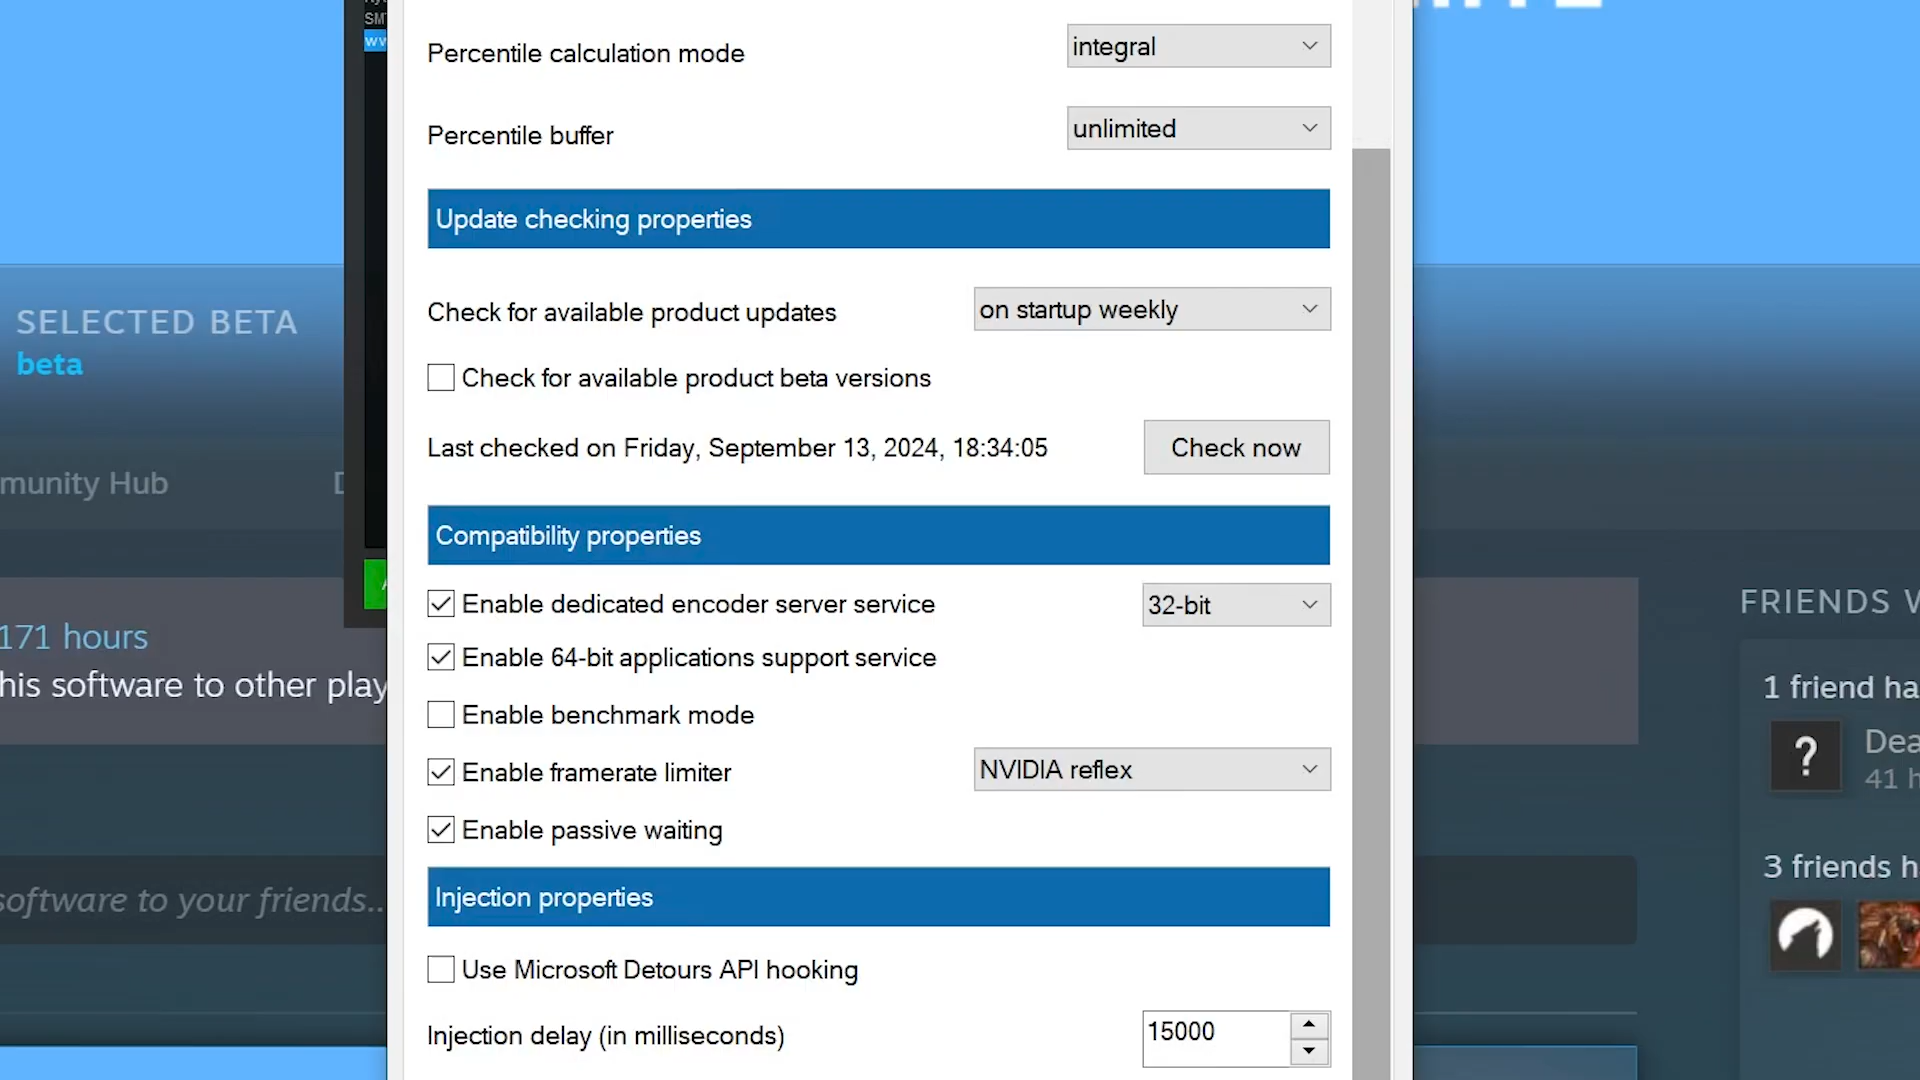 SM
ww
Percentile calculation mode
integral
Percentile buffer
unlimited
Update checking properties
Check for available product updates
on startup weekly
Check for available product beta versions
Last checked on Friday, September 13, 2024, 18:34:05
Check now
Compatibility properties
Enable dedicated encoder server service
32-bit
Enable 64-bit applications support service
Enable benchmark mode
Enable framerate limiter
NVIDIA reflex
Enable passive waiting
Injection properties
Use Microsoft Detours API hooking
Injection delay (in milliseconds)
15000
SELECTED BETA
beta
munity Hub
171 hours
his software to other play
software to your friends..
FRIENDS W
1 friend ha
?
Dea
41 h
3 friends h